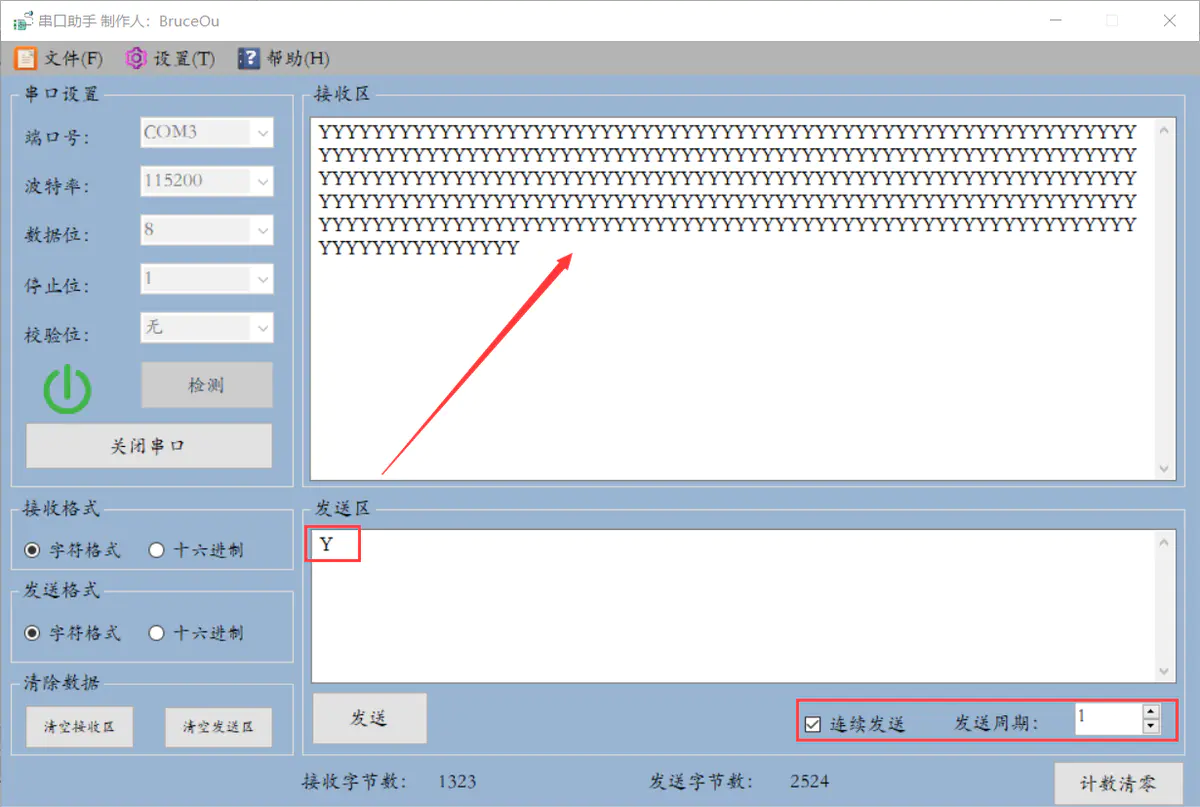 串口助手 制作人：BruceOu
文件(F) 设置(T) 帮助(H)
串口设置
端口号： COM3
波特率： 115200
数据位： 8
停止位： 1
校验位： 无
检测
关闭串口
接收区
YYYYYYYYYYYYYYYYYYYYYYYYYYYYYYYYYYYYYYYYYYYYYYYYYYYYYYYYYYYYY
YYYYYYYYYYYYYYYYYYYYYYYYYYYYYYYYYYYYYYYYYYYYYYYYYYYYYYYYYYYYY
YYYYYYYYYYYYYYYYYYYYYYYYYYYYYYYYYYYYYYYYYYYYYYYYYYYYYYYYYYYYY
YYYYYYYYYYYYYYYYYYYYYYYYYYYYYYYYYYYYYYYYYYYYYYYYYYYYYYYYYYYYY
YYYYYYYYYYYYYYYYYYYYYYYYYYYYYYYYYYYYYYYYYYYYYYYYYYYYYYYYYYYYY
YYYYYYYYYYYYYYY
接收格式
字符格式 十六进制
发送格式
字符格式 十六进制
清除数据
清空接收区 清空发送区
发送区
Y
发送
连续发送 发送周期： 1
接收字节数： 1323 发送字节数： 2524
计数清零